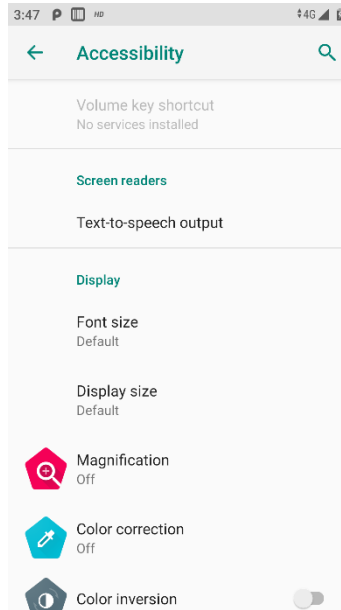 3:47 P HD 4G
Accessibility
Volume key shortcut
No services installed
Screen readers
Text-to-speech output
Display
Font size
Default
Display size
Default
Magnification
Off
Color correction
Off
Color inversion